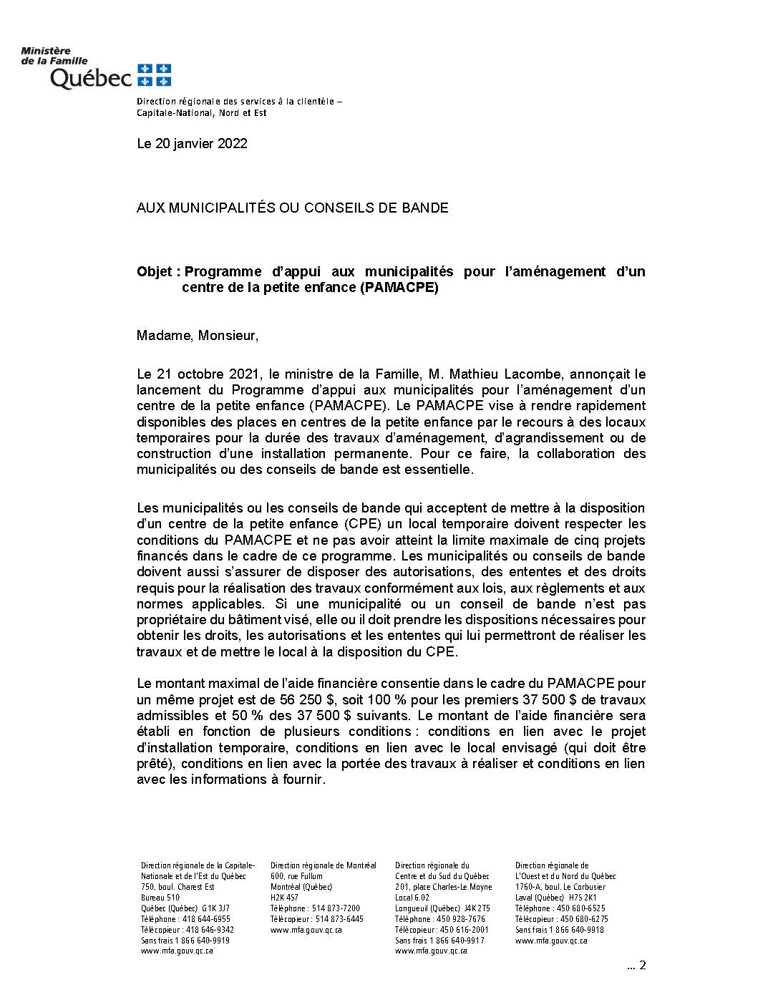 Ministère
de la Famille
Québec
Direction régionale des services à la clientèle –
Capitale-National, Nord et Est
Le 20 janvier 2022
AUX MUNICIPALITÉS OU CONSEILS DE BANDE
Objet : Programme d’appui aux municipalités pour l’aménagement d’un
centre de la petite enfance (PAMACPE)
Madame, Monsieur,
Le 21 octobre 2021, le ministre de la Famille, M. Mathieu Lacombe, annonçait le
lancement du Programme d’appui aux municipalités pour l’aménagement d’un
centre de la petite enfance (PAMACPE). Le PAMACPE vise à rendre rapidement
disponibles des places en centres de la petite enfance par le recours à des locaux
temporaires pour la durée des travaux d’aménagement, d’agrandissement ou de
construction d’une installation permanente. Pour ce faire, la collaboration des
municipalités ou des conseils de bande est essentielle.
Les municipalités ou les conseils de bande qui acceptent de mettre à la disposition
d’un centre de la petite enfance (CPE) un local temporaire doivent respecter les
conditions du PAMACPE et ne pas avoir atteint la limite maximale de cinq projets
financés dans le cadre de ce programme. Les municipalités ou conseils de bande
doivent aussi s’assurer de disposer des autorisations, des ententes et des droits
requis pour la réalisation des travaux conformément aux lois, aux règlements et aux
normes applicables. Si une municipalité ou un conseil de bande n’est pas
propriétaire du bâtiment visé, elle ou il doit prendre les dispositions nécessaires pour
obtenir les droits, les autorisations et les ententes qui lui permettront de réaliser les
travaux et de mettre le local à la disposition du CPE.
Le montant maximal de l’aide financière consentie dans le cadre du PAMACPE pour
un même projet est de 56 250 $, soit 100 % pour les premiers 37 500 $ de travaux
admissibles et 50 % des 37 500 $ suivants. Le montant de l’aide financière sera
établi en fonction de plusieurs conditions : conditions en lien avec le projet
d’installation temporaire, conditions en lien avec le local envisagé (qui doit être
prêté), conditions en lien avec la portée des travaux à réaliser et conditions en lien
avec les informations à fournir.
Direction régionale de la Capitale-
Nationale et de l'Est du Québec
750, boul. Charest Est
Bureau 510
Québec (Québec) G1K 3J7
Téléphone : 418 644-6955
Télécopieur : 418 646-9342
Sans frais 1 866 640-9919
www.mfa.gouv.qc.ca
Direction régionale de Montréal
600, rue Fullum
Montréal (Québec)
H2K 4S7
Téléphone : 514 873-7200
Télécopieur : 514 873-6445
www.mfa.gouv.qc.ca
Direction régionale du
Centre et du Sud du Québec
201, place Charles-Le Moyne
Local 6.02
Longueuil (Québec) J4K 2T5
Téléphone : 450 928-7676
Télécopieur : 450 616-2001
Sans frais 1 866 640-9917
www.mfa.gouv.qc.ca
Direction régionale de
L'Ouest et du Nord du Québec
1760-A, boul. Le Corbusier
Laval (Québec) H7S 2K1
Téléphone : 450 680-6525
Télécopieur : 450 680-6275
Sans frais 1 866 640-9918
www.mfa.gouv.qc.ca
... 2